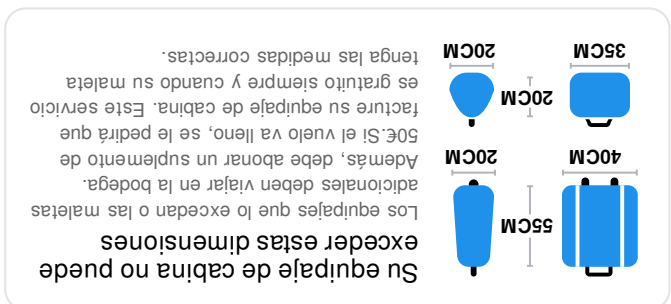 Su equipaje de cabina no puede
exceder estas dimensiones
Los equipajes que lo excedan o las maletas
adicionales deben viajar en la bodega.
Además, debe abonar un suplemento de
50€.Si el vuelo va lleno, se le pedirá que
facture su equipaje de cabina. Este servicio
es gratuito siempre y cuando su maleta
tenga las medidas correctas.
40CM
55CM
20CM
35CM
20CM
20CM